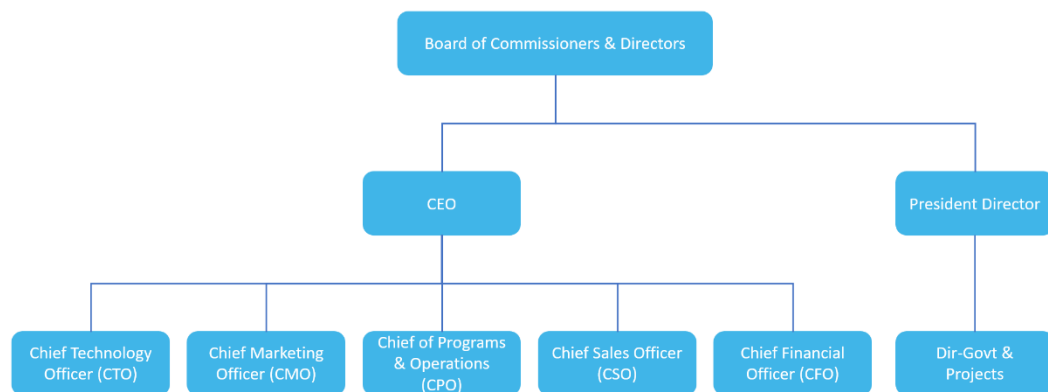 Board of Commissioners & Directors
CEO
President Director
Chief Technology
Officer (CTO)
Chief Marketing
Officer (CMO)
Chief of Programs
& Operations
(CPO)
Chief Sales Officer
(CSO)
Chief Financial
Officer (CFO)
Dir-Govt &
Projects